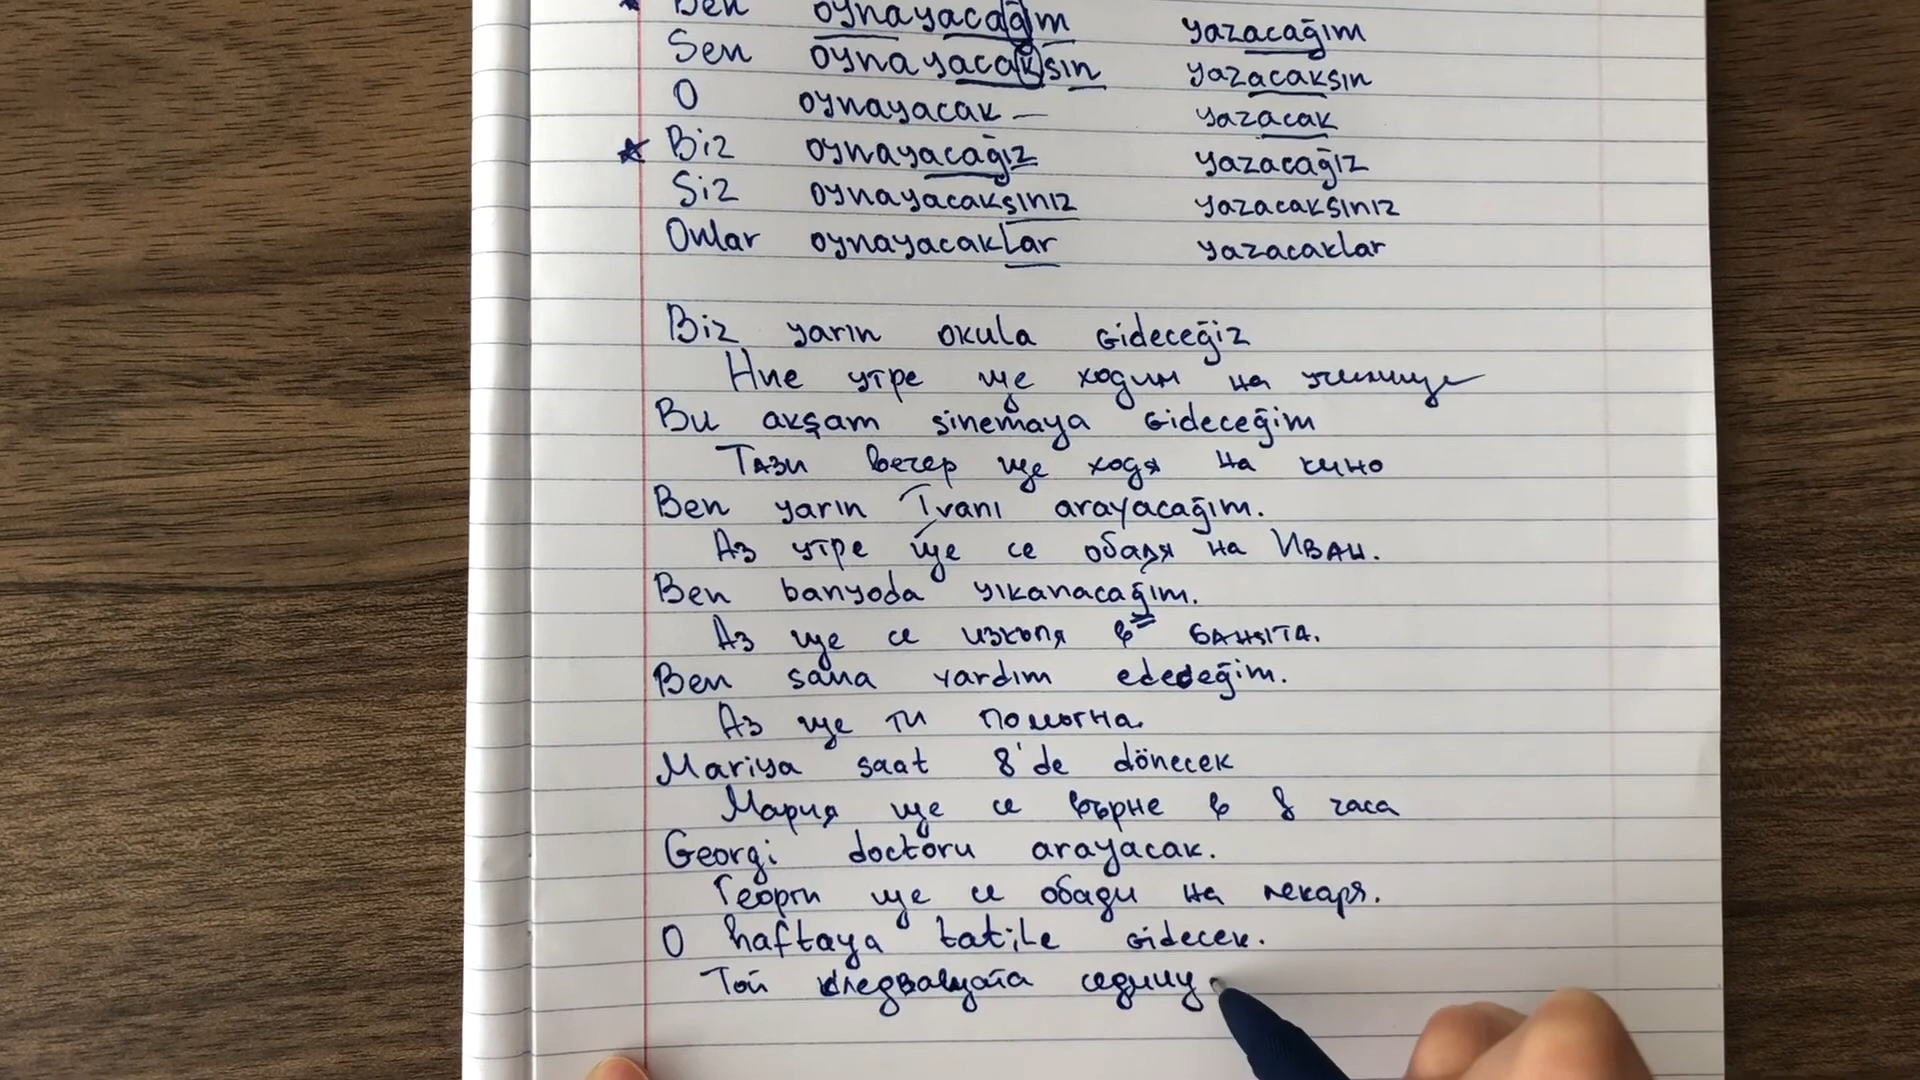 Ben oynayacağım yazacağım
Sen oynayacaksın yazacaksın
O oynayacak — yazacak
Biz oynayacağız yazacağız
Siz oynayacaksınız yazacaksınız
Onlar oynayacaklar yazacaklar
Biz yarın okula gideceğiz
Ние утре ще ходим на училище
Bu akşam sinemaya gideceğim
Тази вечер ще ходя на кино
Ben yarın İvanı arayacağım.
Аз утре ще се обадя на Иван.
Ben banyoda yıkanacağım.
Аз ще се изкъпя в банята.
Ben sana yardım edeceğim.
Аз ще ти помогна.
Mariya saat 8'de dönecek
Мария ще се върне в 8 часа
Georgi doctoru arayacak.
Георги ще се обади на лекаря.
O haftaya tatile gidecek.
Той следващата седмиц